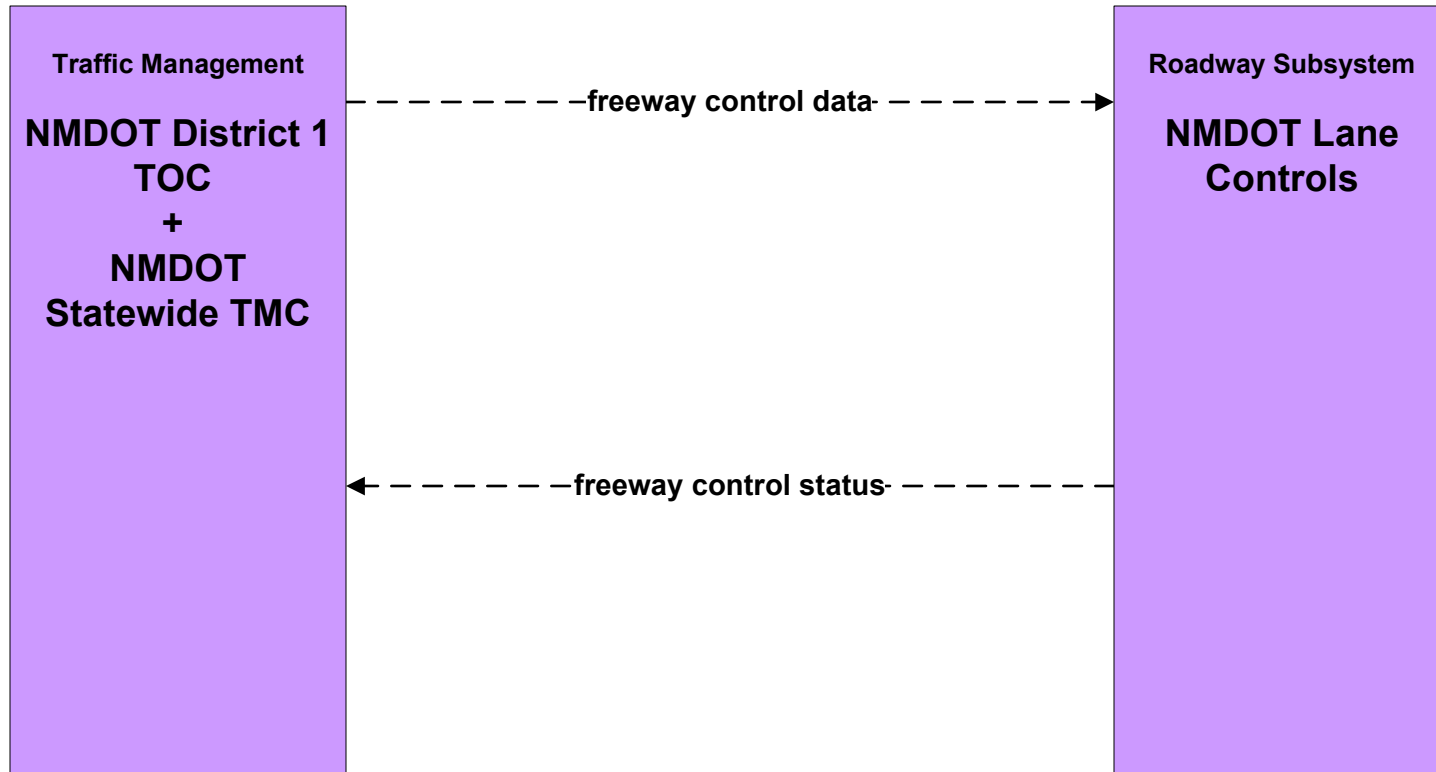 Traffic Management
NMDOT District 1
TOC
+
NMDOT
Statewide TMC
freeway control data
freeway control status
Roadway Subsystem
NMDOT Lane
Controls